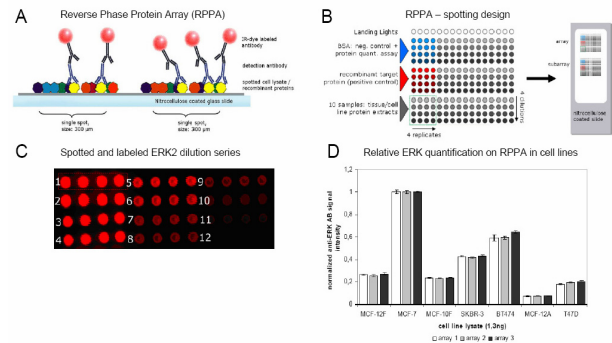 A
Reverse Phase Protein Array (RPPA)
IR-dye labeled
antibody
detection antibody
spotted cell lysate /
recombinant proteins
Nitrocellulose coated glass slide
single spot,
size: 300 µm
single spot,
size: 300 µm
B
RPPA – spotting design
Landing Lights
BSA: neg. control +
protein quant. assay
recombinant target
protein (positive control)
10 samples: tissue/cell
line protein extracts
4 dilutions
4 replicates
array
subarray
nitrocellulose
coated slide
C
Spotted and labeled ERK2 dilution series
1 5 9
2 6 10
3 7 11
4 8 12
D
Relative ERK quantification on RPPA in cell lines
normalized anti-ERK AB signal
intensity
1,2
1
0,8
0,6
0,4
0,2
0
MCF-12F MCF-7 MCF-10F SKBR-3 BT474 MCF-12A T47D
cell line lysate (1,3ng)
array 1 array 2 array 3